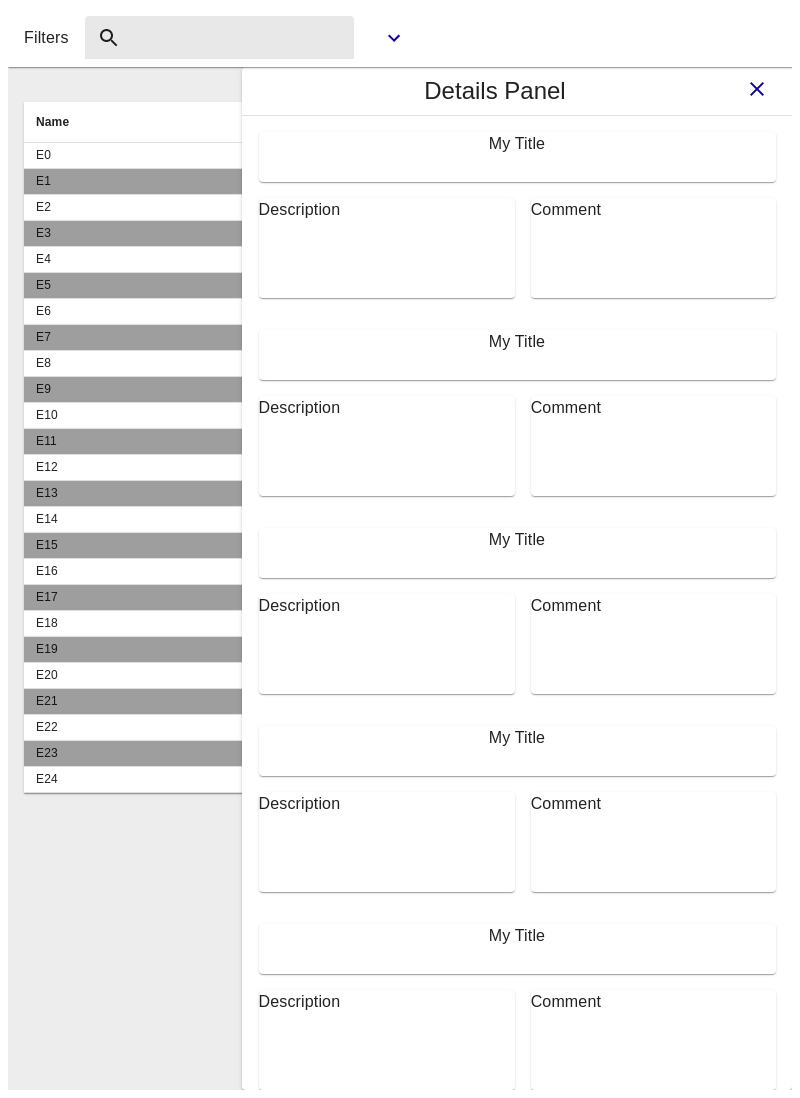 Filters
Details Panel
Name
E0
E1
E2
E3
E4
E5
E6
E7
E8
E9
E10
E11
E12
E13
E14
E15
E16
E17
E18
E19
E20
E21
E22
E23
E24
My Title
Description
Comment
My Title
Description
Comment
My Title
Description
Comment
My Title
Description
Comment
My Title
Description
Comment